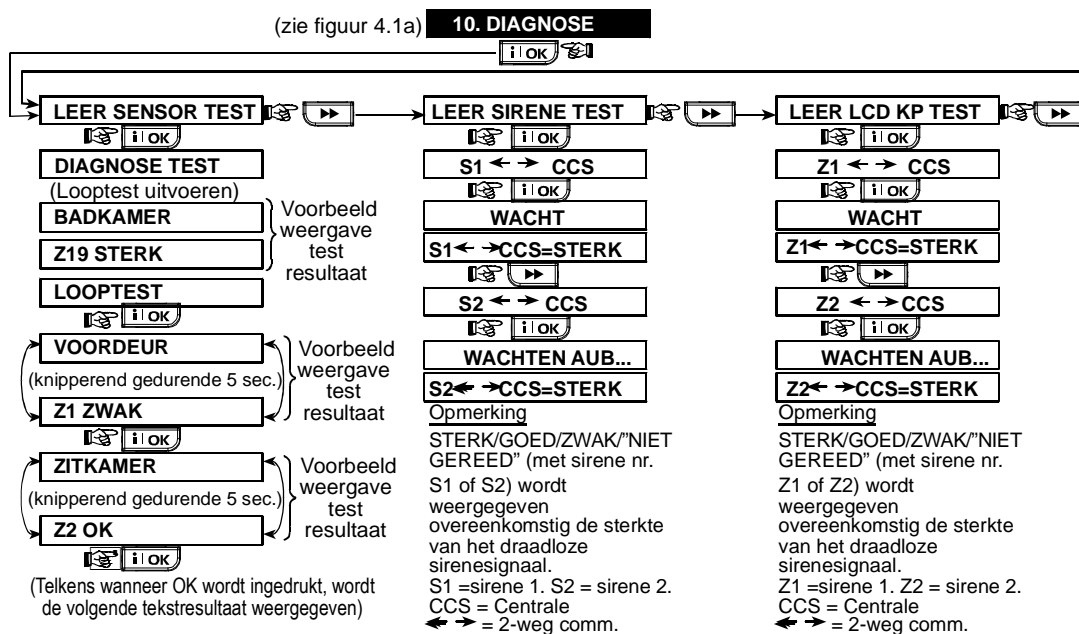 (zie figuur 4.1a) 10. DIAGNOSE
i OK
LEER SENSOR TEST
i OK
DIAGNOSE TEST
(Looptest uitvoeren)
BADKAMER
Z19 STERK
Voorbeeld
weergave
test
resultaat
LOOPTEST
i OK
VOORDEUR
(knipperend gedurende 5 sec.)
Z1 ZWAK
Voorbeeld
weergave
test
resultaat
i OK
ZITKAMER
(knipperend gedurende 5 sec.)
Z2 OK
Voorbeeld
weergave
test
resultaat
i OK
(Telkens wanneer OK wordt ingedrukt, wordt
de volgende tekstresultaat weergegeven)
LEER SIRENE TEST
i OK
S1 ← → CCS
i OK
WACHT
S1← →CCS=STERK
S2 ← → CCS
i OK
WACHTEN AUB...
S2← →CCS=STERK
Opmerking
STERK/GOED/ZWAK/"NIET
GEREED" (met sirene nr.
S1 of S2) wordt
weergegeven
overeenkomstig de sterkte
van het draadloze
sirenesignaal.
S1 =sirene 1. S2 = sirene 2.
CCS = Centrale
← → = 2-weg comm.
LEER LCD KP TEST
i OK
Z1 ← → CCS
i OK
WACHT
Z1← →CCS=STERK
Z2 ← → CCS
i OK
WACHTEN AUB...
Z2← →CCS=STERK
Opmerking
STERK/GOED/ZWAK/"NIET
GEREED" (met sirene nr.
Z1 of Z2) wordt
weergegeven
overeenkomstig de sterkte
van het draadloze
sirenesignaal.
Z1 =sirene 1. Z2 = sirene 2.
CCS = Centrale
← → = 2-weg comm.